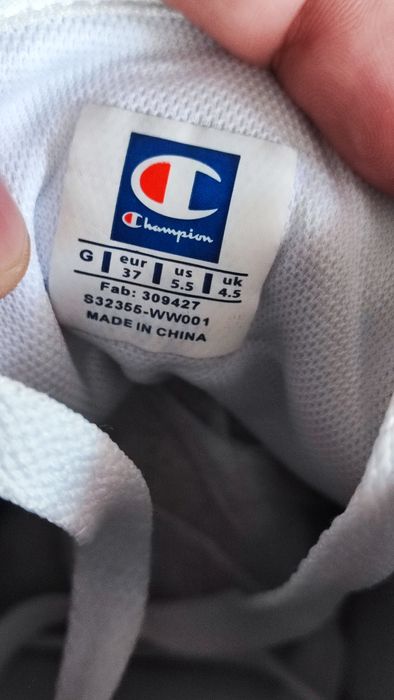 Champion
G eur 37 us 5.5 uk 4.5
Fab: 309427
S32355-WW001
MADE IN CHINA